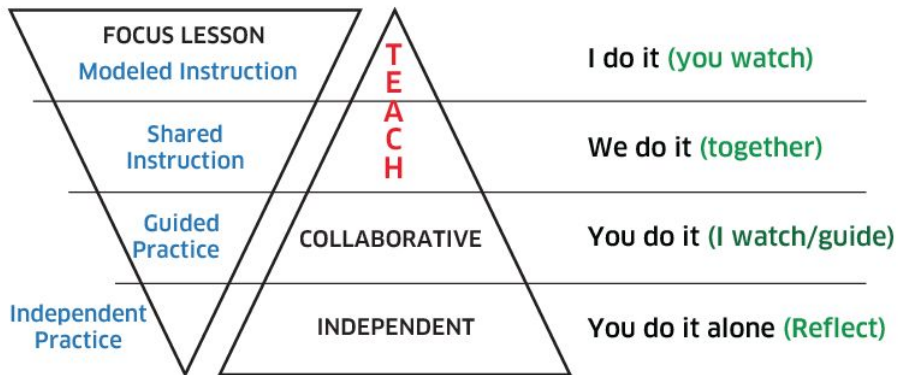 FOCUS LESSON
Modeled Instruction
TEACH
I do it (you watch)
Shared
Instruction
We do it (together)
Guided
Practice
COLLABORATIVE
You do it (I watch/guide)
Independent
Practice
INDEPENDENT
You do it alone (Reflect)